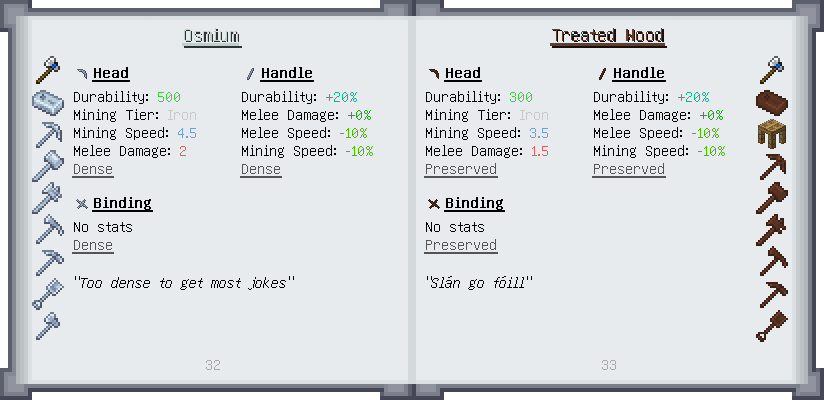 Osmium
Head
Durability: 500
Mining Tier: Iron
Mining Speed: 4.5
Melee Damage: 2
Dense
Handle
Durability: +20%
Melee Damage: +0%
Melee Speed: -10%
Mining Speed: -10%
Dense
Binding
No stats
Dense
"Too dense to get most jokes"
32
Treated Wood
Head
Durability: 300
Mining Tier: Iron
Mining Speed: 3.5
Melee Damage: 1.5
Preserved
Handle
Durability: +20%
Melee Damage: +0%
Melee Speed: -10%
Mining Speed: -10%
Preserved
Binding
No stats
Preserved
"Slán go fóill"
33